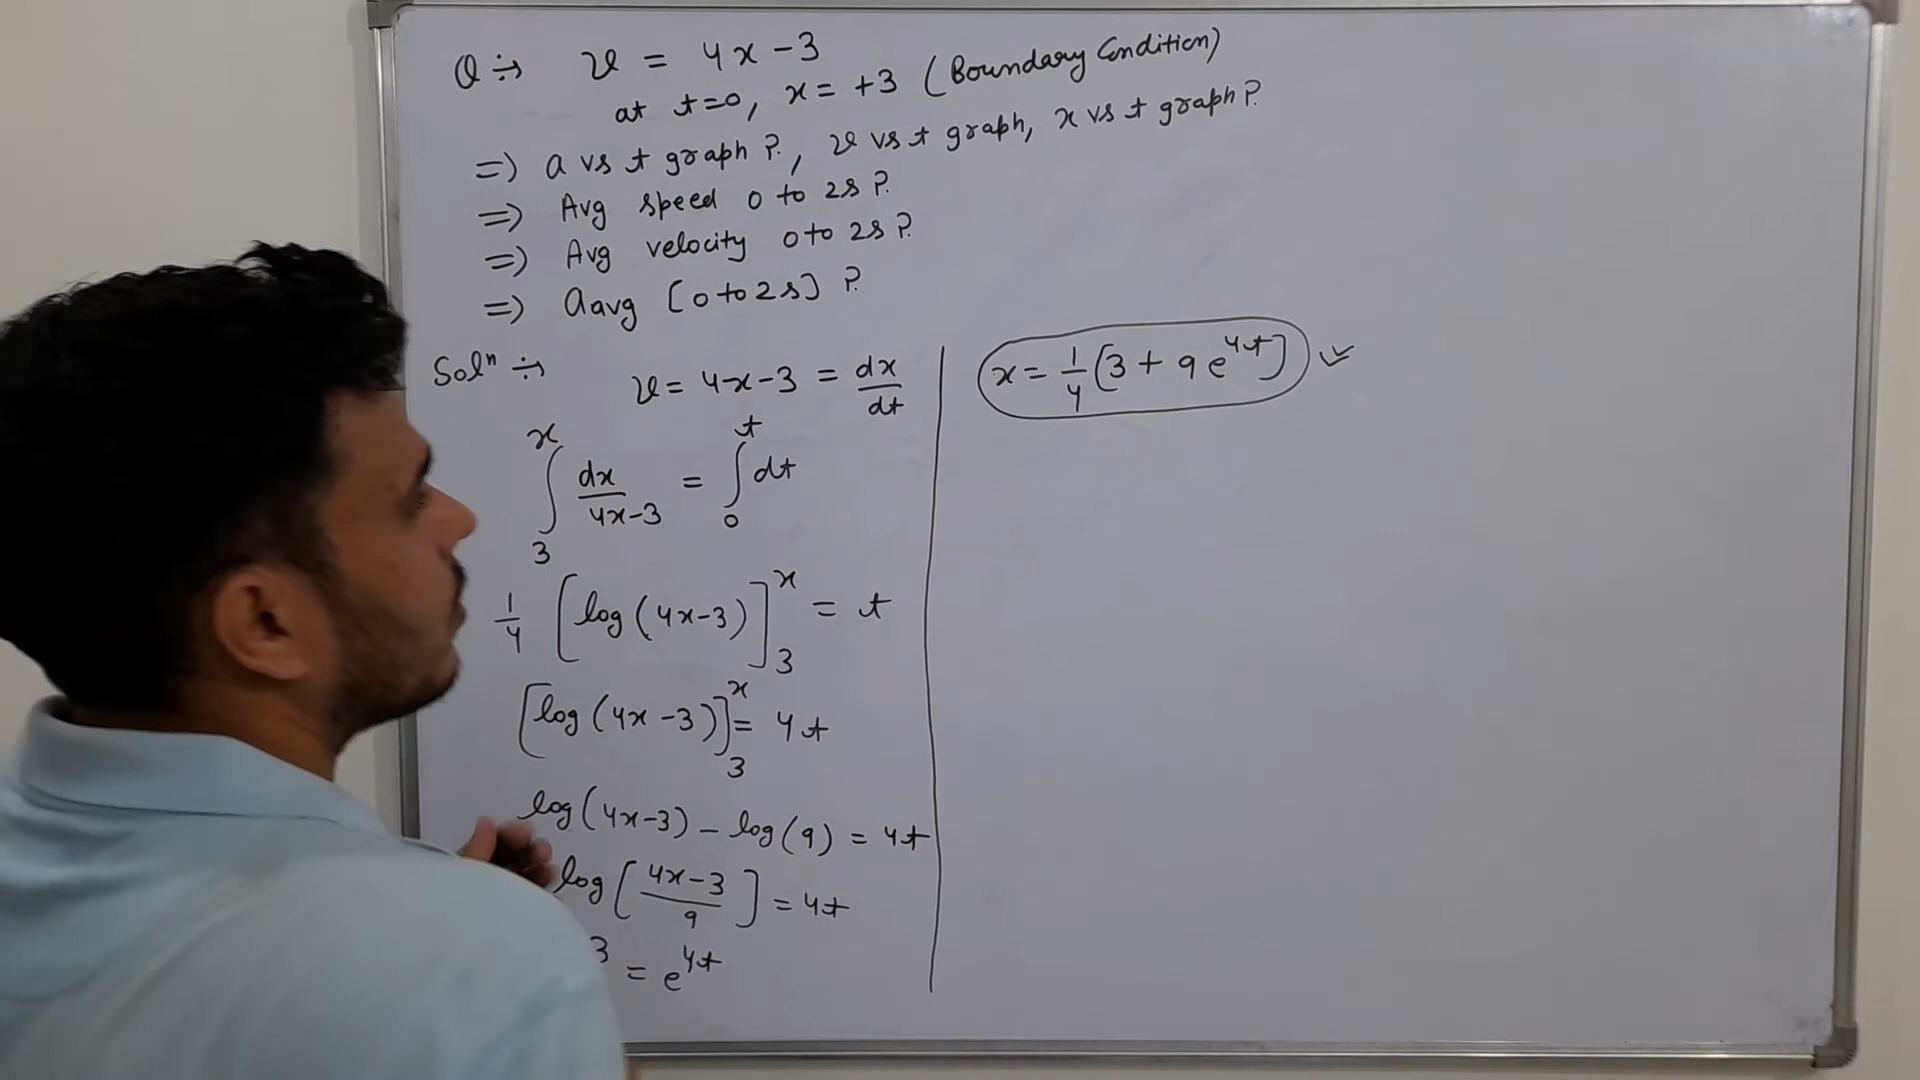 Q ÷→ v = 4x - 3
at t=0, x = +3 (Boundary Condition)
=> a vs t graph?, v vs t graph, x vs t graph?
=> Avg speed 0 to 2s?
=> Avg velocity 0 to 2s?
=> aavg [0 to 2s]?
Solⁿ ÷→ v = 4x-3 = dx/dt
∫₃ˣ dx/(4x-3) = ∫₀ᵗ dt
1/4 [log(4x-3)]₃ˣ = t
[log(4x-3)]₃ˣ = 4t
log(4x-3) - log(9) = 4t
log[(4x-3)/9] = 4t
3 = e^4t
x = 1/4 [3 + 9 e^4t]